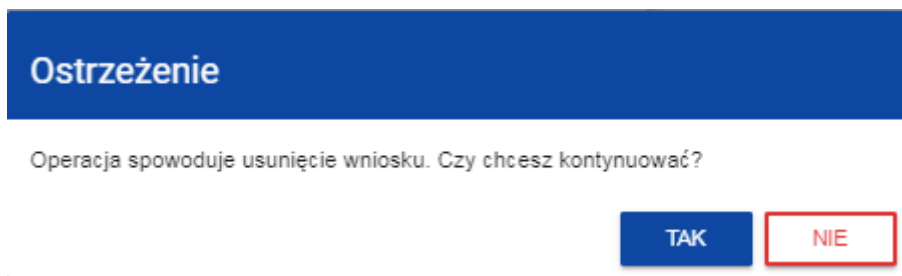 Ostrzeżenie
Operacja spowoduje usunięcie wniosku. Czy chcesz kontynuować?
TAK NIE